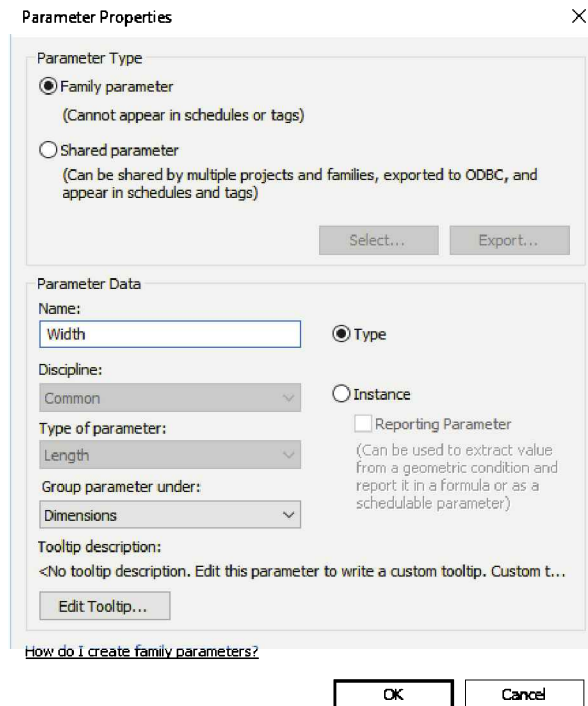 Parameter Properties
Parameter Type
Family parameter
(Cannot appear in schedules or tags)
Shared parameter
(Can be shared by multiple projects and families, exported to ODBC, and
appear in schedules and tags)
Select...
Export...
Parameter Data
Name:
Width
Type
Discipline:
Common
Instance
Type of parameter:
Length
Reporting Parameter
(Can be used to extract value
from a geometric condition and
report it in a formula or as a
schedulable parameter)
Group parameter under:
Dimensions
Tooltip description:
<No tooltip description. Edit this parameter to write a custom tooltip. Custom t...
Edit Tooltip...
How do I create family parameters?
OK
Cancel